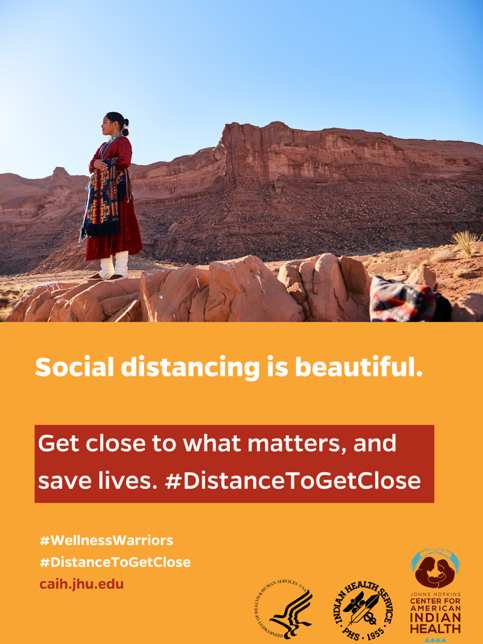 Social distancing is beautiful.
Get close to what matters, and
save lives. #DistanceToGetClose
#WellnessWarriors
#DistanceToGetClose
caih.jhu.edu
INDIAN HEALTH SERVICE
PHS • 1955
JOHNS HOPKINS
CENTER FOR
AMERICAN
INDIAN
HEALTH